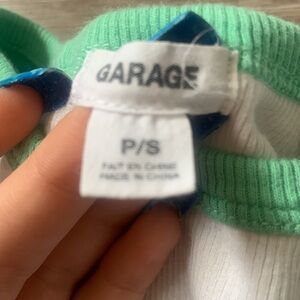 GARAGE
P/S
FAIT EN CHINE
MADE IN CHINA